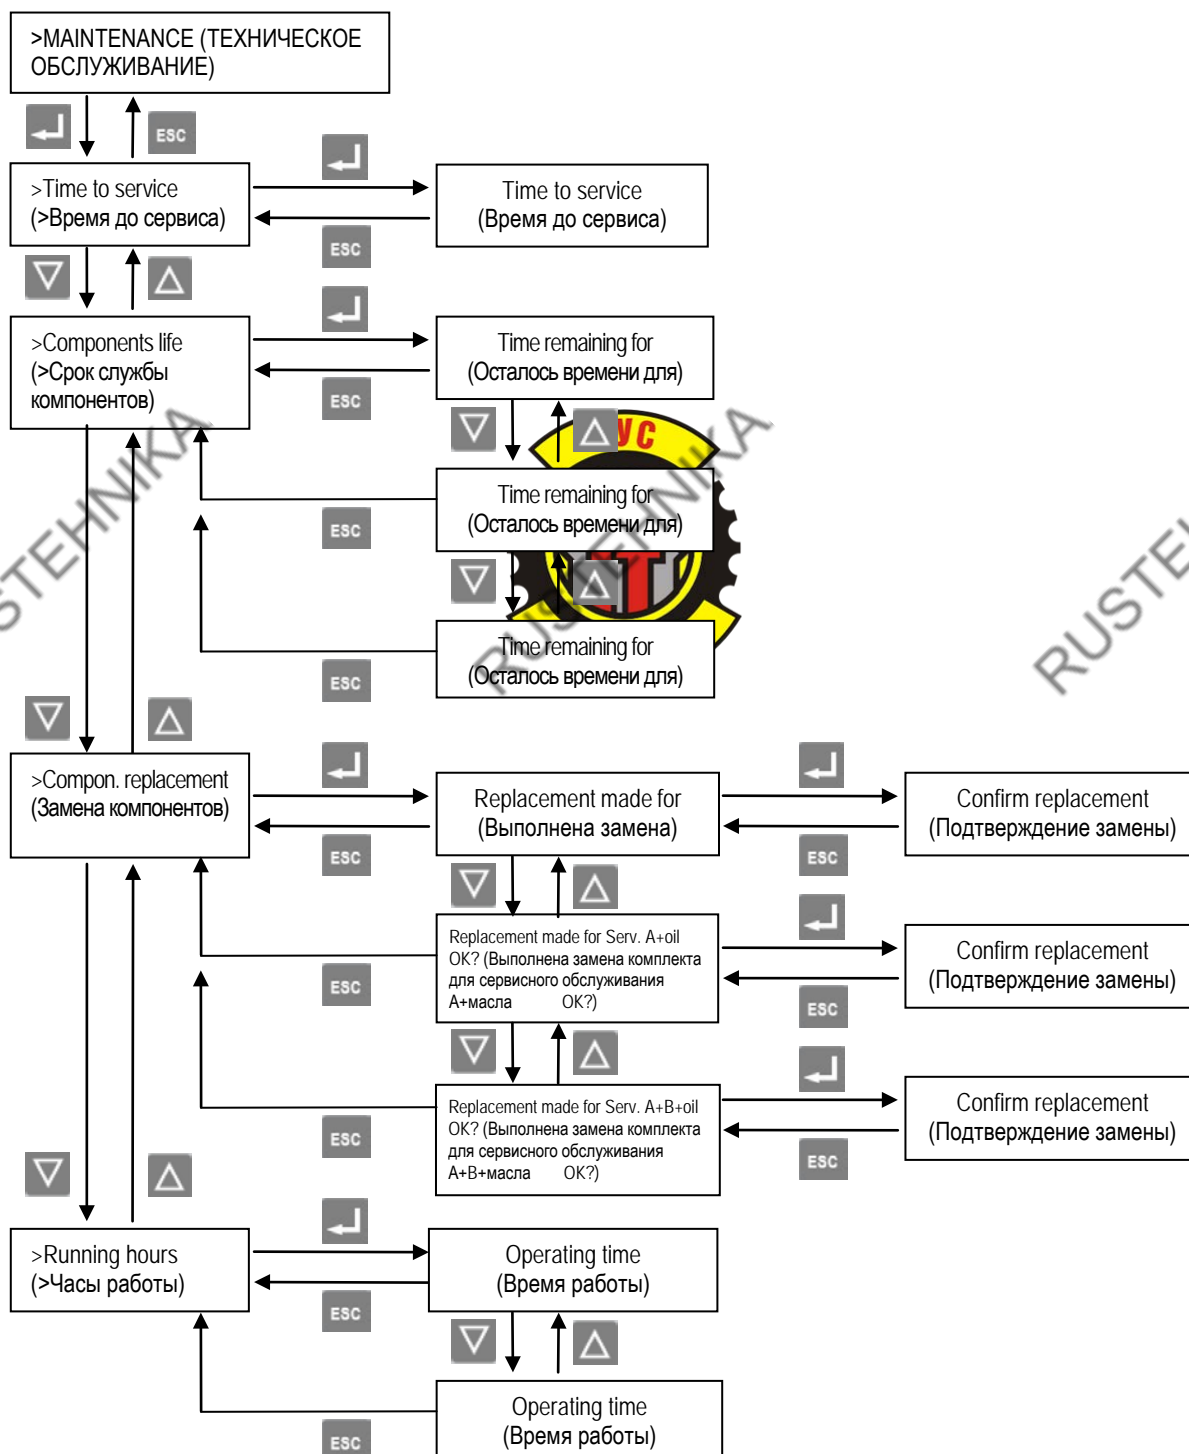 >MAINTENANCE (ТЕХНИЧЕСКОЕ
ОБСЛУЖИВАНИЕ)
ESC
>Time to service
(>Время до сервиса)
Time to service
(Время до сервиса)
ESC
>Components life
(>Срок службы
компонентов)
Time remaining for
(Осталось времени для)
ESC
УС
Time remaining for
(Осталось времени для)
ESC
Time remaining for
(Осталось времени для)
ESC
RUSTEHNIKA
>Compon. replacement
(Замена компонентов)
Replacement made for
(Выполнена замена)
Confirm replacement
(Подтверждение замены)
ESC
ESC
Replacement made for Serv. A+oil
OK? (Выполнена замена комплекта
для сервисного обслуживания
А+масла OK?)
Confirm replacement
(Подтверждение замены)
ESC
ESC
Replacement made for Serv. A+B+oil
OK? (Выполнена замена комплекта
для сервисного обслуживания
А+В+масла OK?)
Confirm replacement
(Подтверждение замены)
ESC
ESC
>Running hours
(>Часы работы)
Operating time
(Время работы)
ESC
Operating time
(Время работы)
ESC